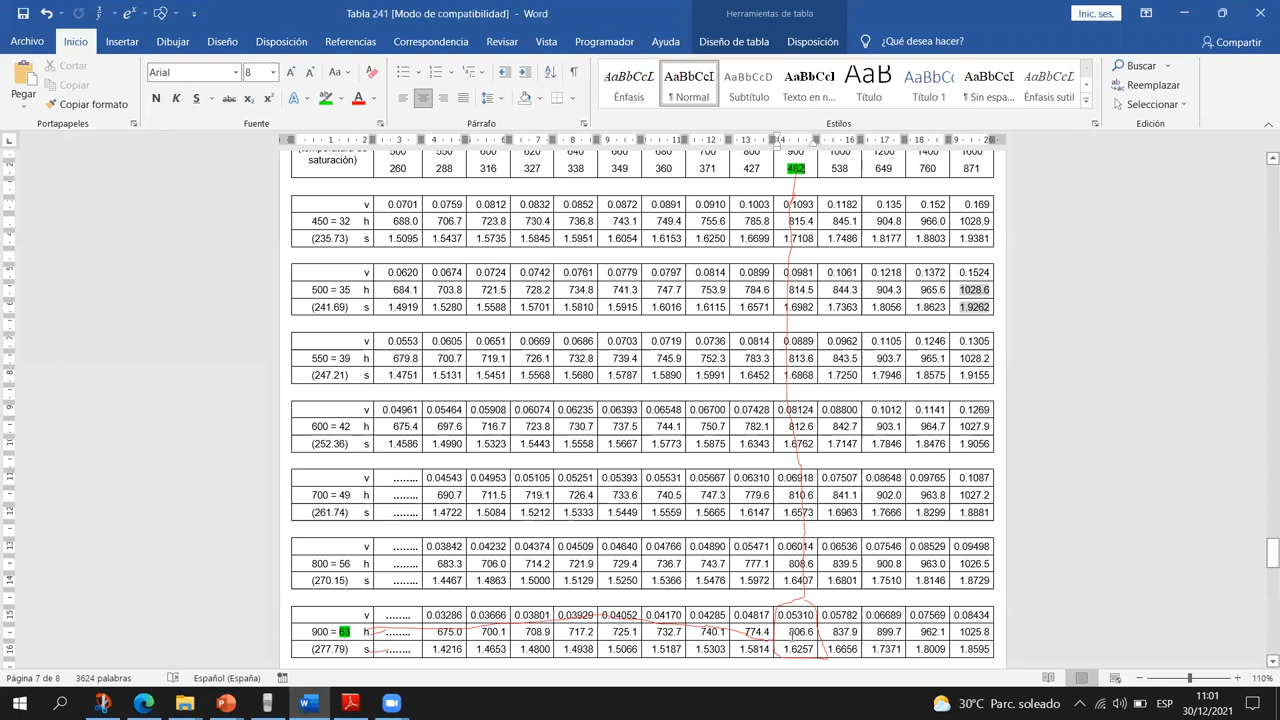 Tabla 241 [Modo de compatibilidad] - Word
Herramientas de tabla
Inic. ses.
Archivo Inicio Insertar Dibujar Diseño Disposición Referencias Correspondencia Revisar Vista Programador Ayuda Diseño de tabla Disposición ¿Qué desea hacer? Compartir
Pegar
Cortar
Copiar
Copiar formato
Portapapeles
Arial 8
Aa
N K S abc x₂ x²
Fuente
Párrafo
AaBbCcL Énfasis
AaBbCcD ¶ Normal
AaBbCcD Subtítulo
AaBbCcI Texto en n...
AaB Título
AaBbCc Título 1
AaBbCcD ¶ Sin espa...
AaBbCcL Énfasis sutil
Estilos
Buscar
Reemplazar
Seleccionar
Edición
(temperatura de 500 550 600 620 640 660 680 700 800 900 1000 1200 1400 1600
saturación) 260 288 316 327 338 349 360 371 427 482 538 649 760 871
v 0.0701 0.0759 0.0812 0.0832 0.0852 0.0872 0.0891 0.0910 0.1003 0.1093 0.1182 0.135 0.152 0.169
450 = 32 h 688.0 706.7 723.8 730.4 736.8 743.1 749.4 755.6 785.8 815.4 845.1 904.8 966.0 1028.9
(235.73) s 1.5095 1.5437 1.5735 1.5845 1.5951 1.6054 1.6153 1.6250 1.6699 1.7108 1.7486 1.8177 1.8803 1.9381
v 0.0620 0.0674 0.0724 0.0742 0.0761 0.0779 0.0797 0.0814 0.0899 0.0981 0.1061 0.1218 0.1372 0.1524
500 = 35 h 684.1 703.8 721.5 728.2 734.8 741.3 747.7 753.9 784.6 814.5 844.3 904.3 965.6 1028.6
(241.69) s 1.4919 1.5280 1.5588 1.5701 1.5810 1.5915 1.6016 1.6115 1.6571 1.6982 1.7363 1.8056 1.8623 1.9262
v 0.0553 0.0605 0.0651 0.0669 0.0686 0.0703 0.0719 0.0736 0.0814 0.0889 0.0962 0.1105 0.1246 0.1305
550 = 39 h 679.8 700.7 719.1 726.1 732.8 739.4 745.9 752.3 783.3 813.6 843.5 903.7 965.1 1028.2
(247.21) s 1.4751 1.5131 1.5451 1.5568 1.5680 1.5787 1.5890 1.5991 1.6452 1.6868 1.7250 1.7946 1.8575 1.9155
v 0.04961 0.05464 0.05908 0.06074 0.06235 0.06393 0.06548 0.06700 0.07428 0.08124 0.08800 0.1012 0.1141 0.1269
600 = 42 h 675.4 697.6 716.7 723.8 730.7 737.5 744.1 750.7 782.1 812.6 842.7 903.1 964.7 1027.9
(252.36) s 1.4586 1.4990 1.5323 1.5443 1.5558 1.5667 1.5773 1.5875 1.6343 1.6762 1.7147 1.7846 1.8476 1.9056
v ........ 0.04543 0.04953 0.05105 0.05251 0.05393 0.05531 0.05667 0.06310 0.06918 0.07507 0.08648 0.09765 0.1087
700 = 49 h ........ 690.7 711.5 719.1 726.4 733.6 740.5 747.3 779.6 810.6 841.1 902.0 963.8 1027.2
(261.74) s ........ 1.4722 1.5084 1.5212 1.5333 1.5449 1.5559 1.5665 1.6147 1.6573 1.6963 1.7666 1.8299 1.8881
v ........ 0.03842 0.04232 0.04374 0.04509 0.04640 0.04766 0.04890 0.05471 0.06014 0.06536 0.07546 0.08529 0.09498
800 = 56 h ........ 683.3 706.0 714.2 721.9 729.4 736.7 743.7 777.1 808.6 839.5 900.8 963.0 1026.5
(270.15) s ........ 1.4467 1.4863 1.5000 1.5129 1.5250 1.5366 1.5476 1.5972 1.6407 1.6801 1.7510 1.8146 1.8729
v ........ 0.03286 0.03666 0.03801 0.03929 0.04052 0.04170 0.04285 0.04817 0.05310 0.05782 0.06689 0.07569 0.08434
900 = 63 h ........ 675.0 700.1 708.9 717.2 725.1 732.7 740.1 774.4 806.6 837.9 899.7 962.1 1025.8
(277.79) s ........ 1.4216 1.4653 1.4800 1.4938 1.5066 1.5187 1.5303 1.5814 1.6257 1.6656 1.7371 1.8009 1.8595
Página 7 de 8 3624 palabras Español (España) 110%
30°C Parc. soleado ESP 11:01
30/12/2021